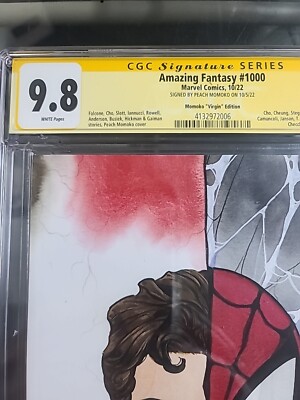 CGC Signature SERIES
9.8
WHITE Pages
Amazing Fantasy #1000
Marvel Comics, 10/22
SIGNED BY PEACH MOMOKO ON 10/5/22
Momoko "Virgin" Edition
4132972006
Falcone, Cho, Slott, Iannucci, Rowell,
Anderson, Busiek, Hickman & Gaiman
stories, Peach Momoko cover
Cho, Cheung,
Camuncoli, Janson,